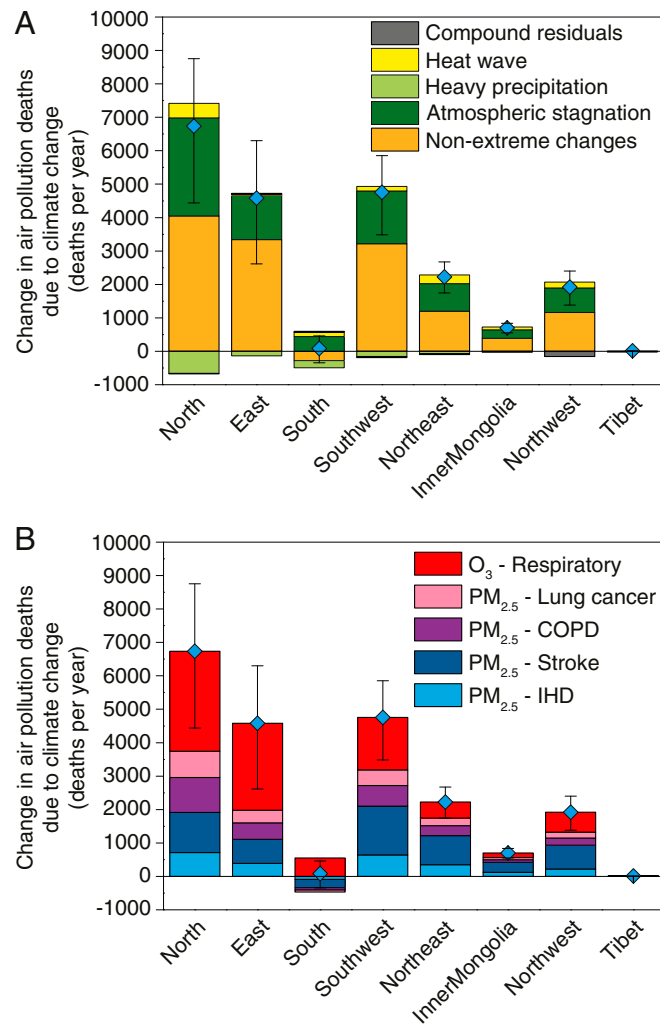 A
Change in air pollution deaths
due to climate change
(deaths per year)
10000
9000
8000
7000
6000
5000
4000
3000
2000
1000
0
-1000
Compound residuals
Heat wave
Heavy precipitation
Atmospheric stagnation
Non-extreme changes
North
East
South
Southwest
Northeast
InnerMongolia
Northwest
Tibet
B
Change in air pollution deaths
due to climate change
(deaths per year)
10000
9000
8000
7000
6000
5000
4000
3000
2000
1000
0
-1000
O3 - Respiratory
PM2.5 - Lung cancer
PM2.5 - COPD
PM2.5 - Stroke
PM2.5 - IHD
North
East
South
Southwest
Northeast
InnerMongolia
Northwest
Tibet